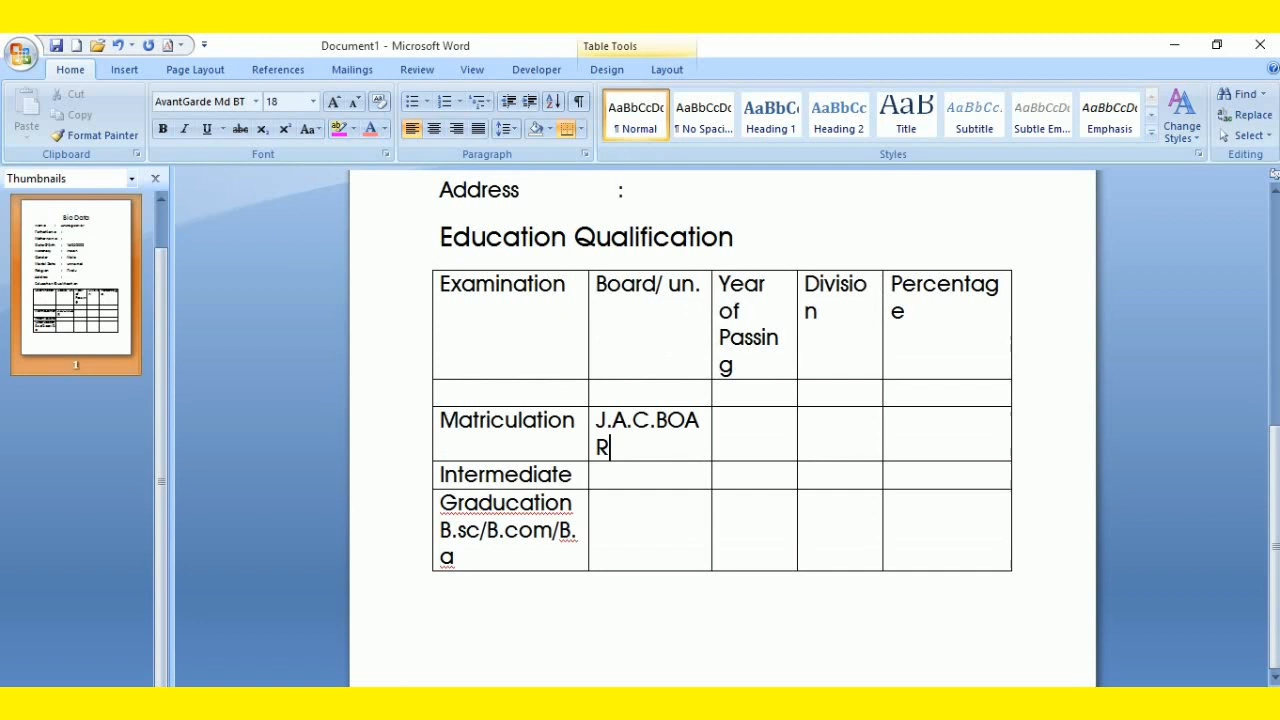 Document1 - Microsoft Word
Table Tools
Home Insert Page Layout References Mailings Review View Developer Design Layout
Paste
Cut
Copy
Format Painter
Clipboard
AvantGarde Md BT 18
Font
Paragraph
AaBbCcDc AaBbCcDc AaBbCc AaBbCc AaB AaBbCc. AaBbCcDc AaBbCcDc
¶ Normal ¶ No Spaci... Heading 1 Heading 2 Title Subtitle Subtle Em... Emphasis
Change
Styles
Styles
Find
Replace
Select
Editing
Thumbnails
Bio Data
1
Address :
Education Qualification
Examination Board/ un. Year Divisio Percentag
of n e
Passin
g
Matriculation J.A.C.BOA
R
Intermediate
Graducation
B.sc/B.com/B.
a